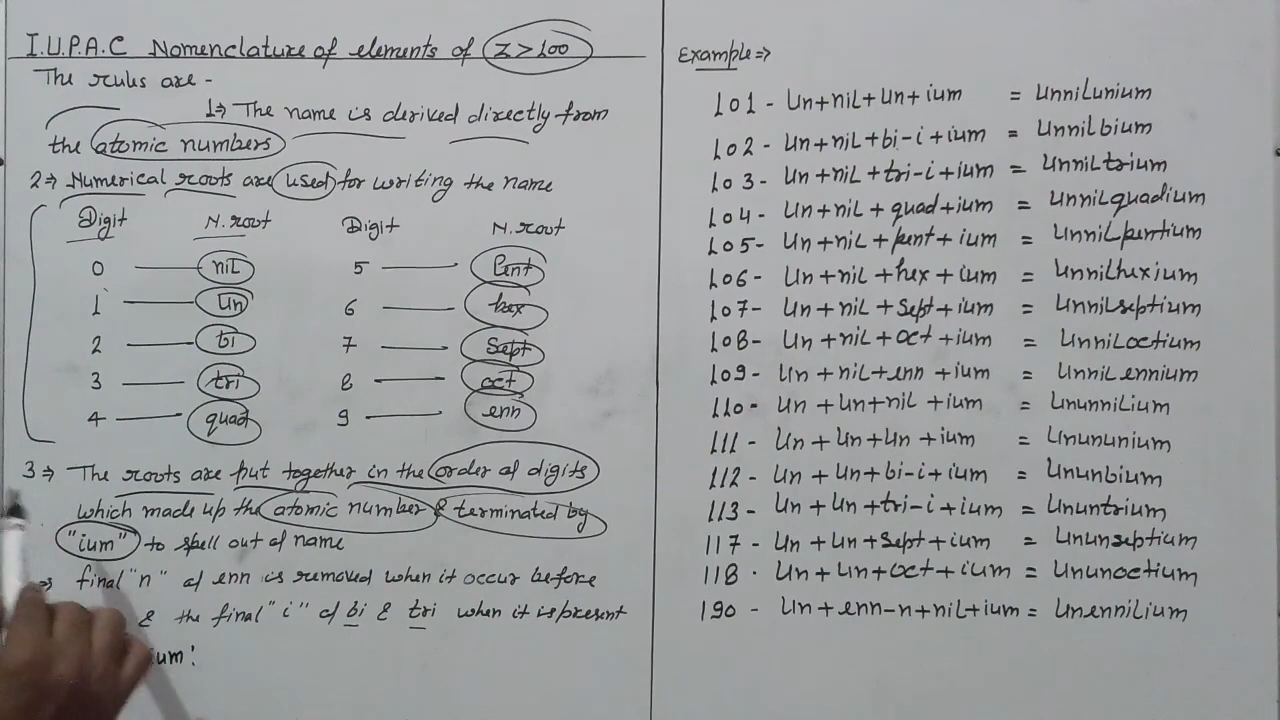 I.U.P.A.C Nomenclature of elements of Z > 100
The rules are -
1⇒ The name is derived directly from
the atomic numbers
2⇒ Numerical roots are used for writing the name
Digit N. root Digit N. root
0 — nil 5 — Pent
1 — un 6 — hex
2 — bi 7 — Sept
3 — tri 8 — oct
4 — quad 9 — enn
3⇒ The roots are put together in the order of digits
which made up the atomic number & terminated by
"ium" to spell out of name
⇒ final "n" of enn is removed when it occur before
& the final "i" of bi & tri when it is present
ium!
Example ⇒
101 - Un+nil+un+ium = Unnilunium
102 - Un+nil+bi-i+ium = Unnilbium
103 - Un+nil+tri-i+ium = Unniltrium
104 - Un+nil+quad+ium = Unnilquadium
105 - Un+nil+pent+ium = Unnilpentium
106 - Un+nil+hex+ium = Unnilhexium
107 - Un+nil+Sept+ium = Unnilseptium
108 - Un+nil+oct+ium = Unniloctium
109 - Un+nil+enn+ium = Unnilennium
110 - Un+un+nil+ium = Ununnilium
111 - Un+Un+Un+ium = Unununium
112 - Un+Un+bi-i+ium = Ununbium
113 - Un+Un+tri-i+ium = Ununtrium
117 - Un+Un+Sept+ium = Ununseptium
118 - Un+Un+oct+ium = Ununoctium
190 - Un+enn-n+nil+ium = Unennilium